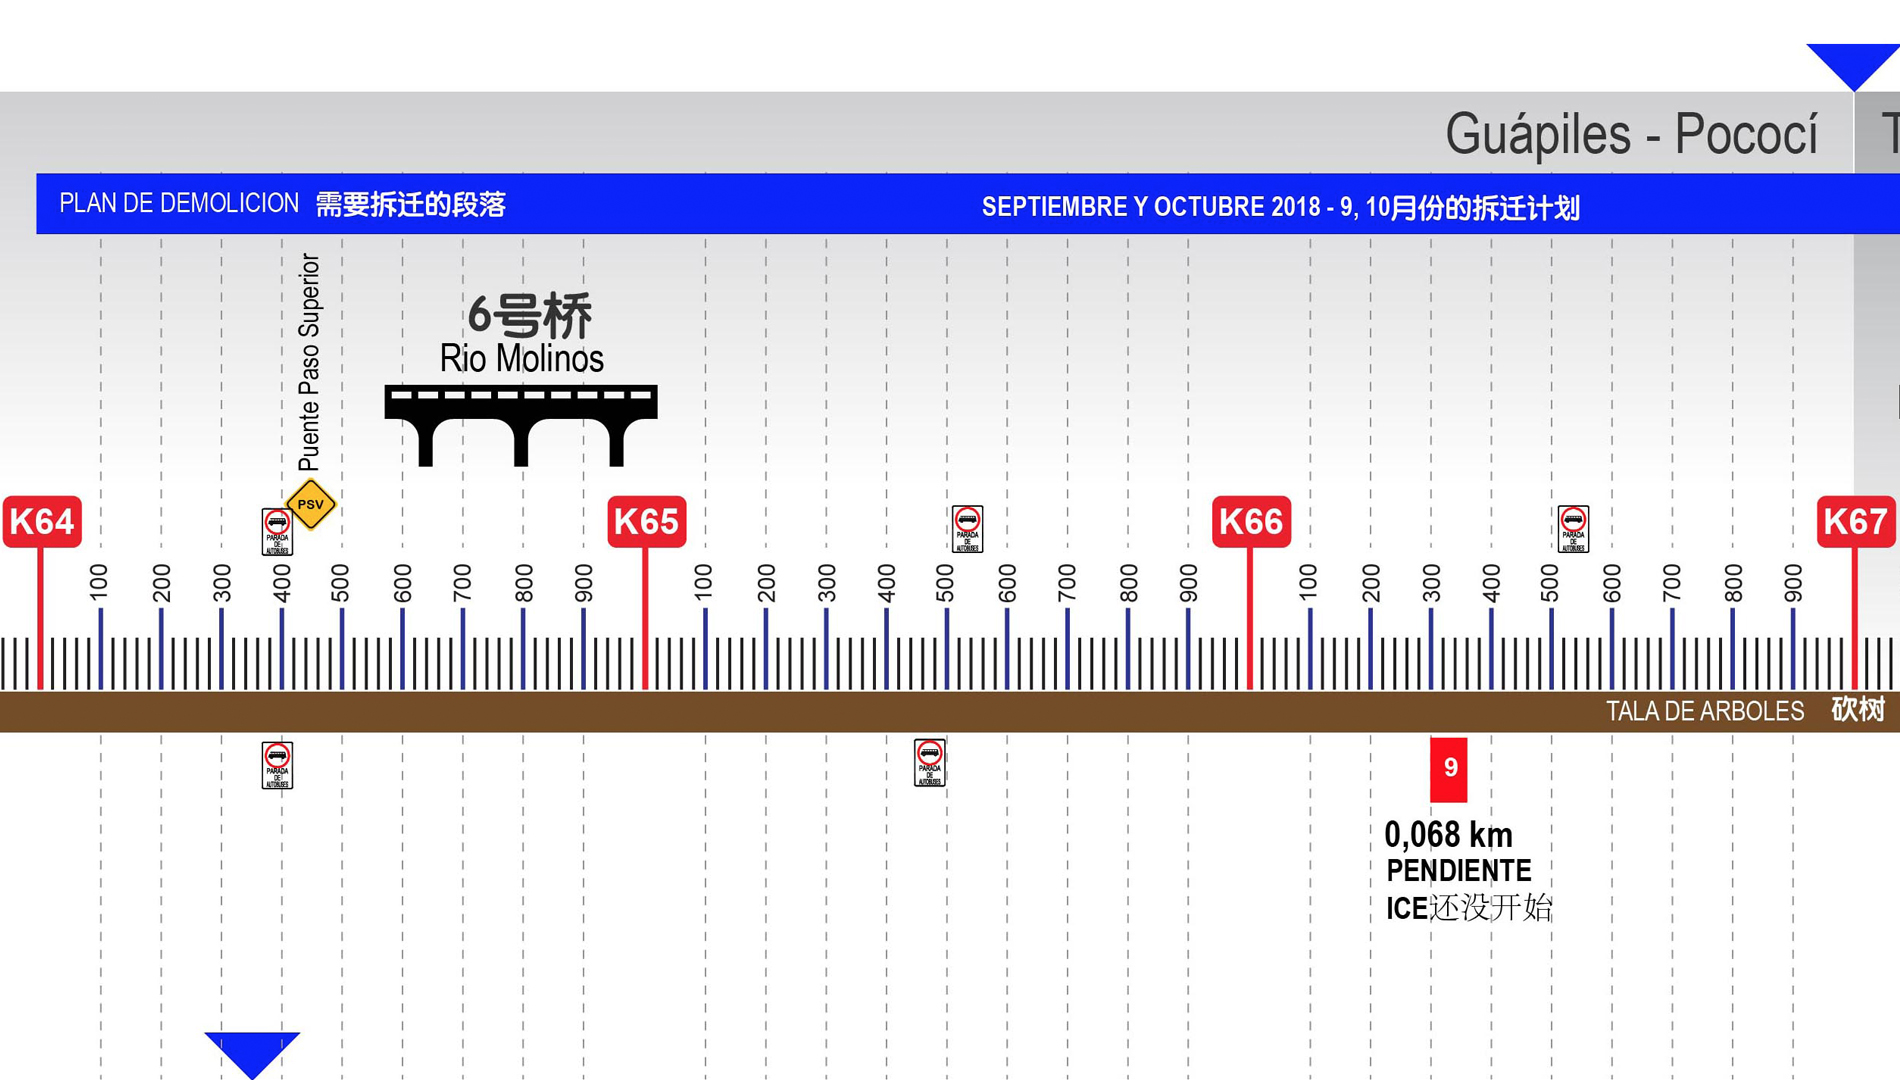 Guápiles - Pococí
T
PLAN DE DEMOLICION 需要拆迁的段落
SEPTIEMBRE Y OCTUBRE 2018 - 9, 10月份的拆迁计划
Puente Paso Superior
6号桥
Rio Molinos
PSV
PARADA
DE
AUTOBUSES
PARADA
DE
AUTOBUSES
PARADA
DE
AUTOBUSES
K64
K65
K66
K67
100 200 300 400 500 600 700 800 900 100 200 300 400 500 600 700 800 900 100 200 300 400 500 600 700 800 900
TALA DE ARBOLES 砍树
PARADA
DE
AUTOBUSES
PARADA
DE
AUTOBUSES
9
0,068 km
PENDIENTE
ICE还没开始